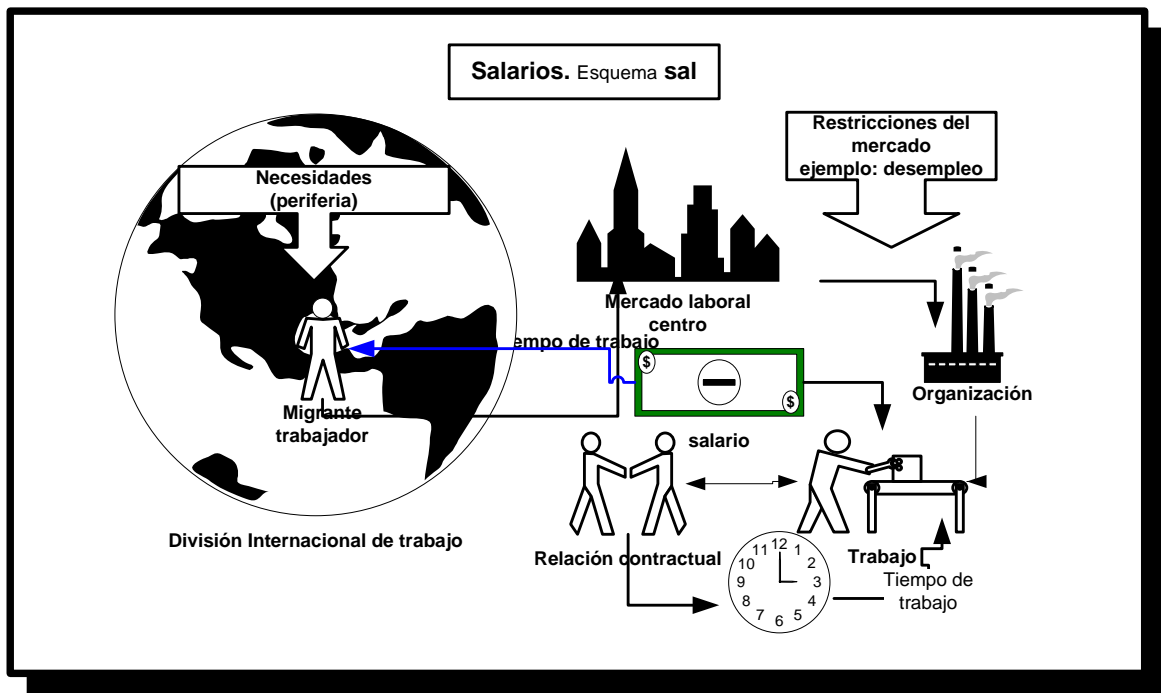 Salarios. Esquema sal
Restricciones del
mercado
ejemplo: desempleo
Necesidades
(periferia)
Mercado laboral
centro
empo de trabajo
$
$
Organización
Migrante
trabajador
salario
División Internacional de trabajo
Relación contractual
Trabajo
Tiempo de
trabajo
12
11
1
10
2
9
3
8
4
7
5
6